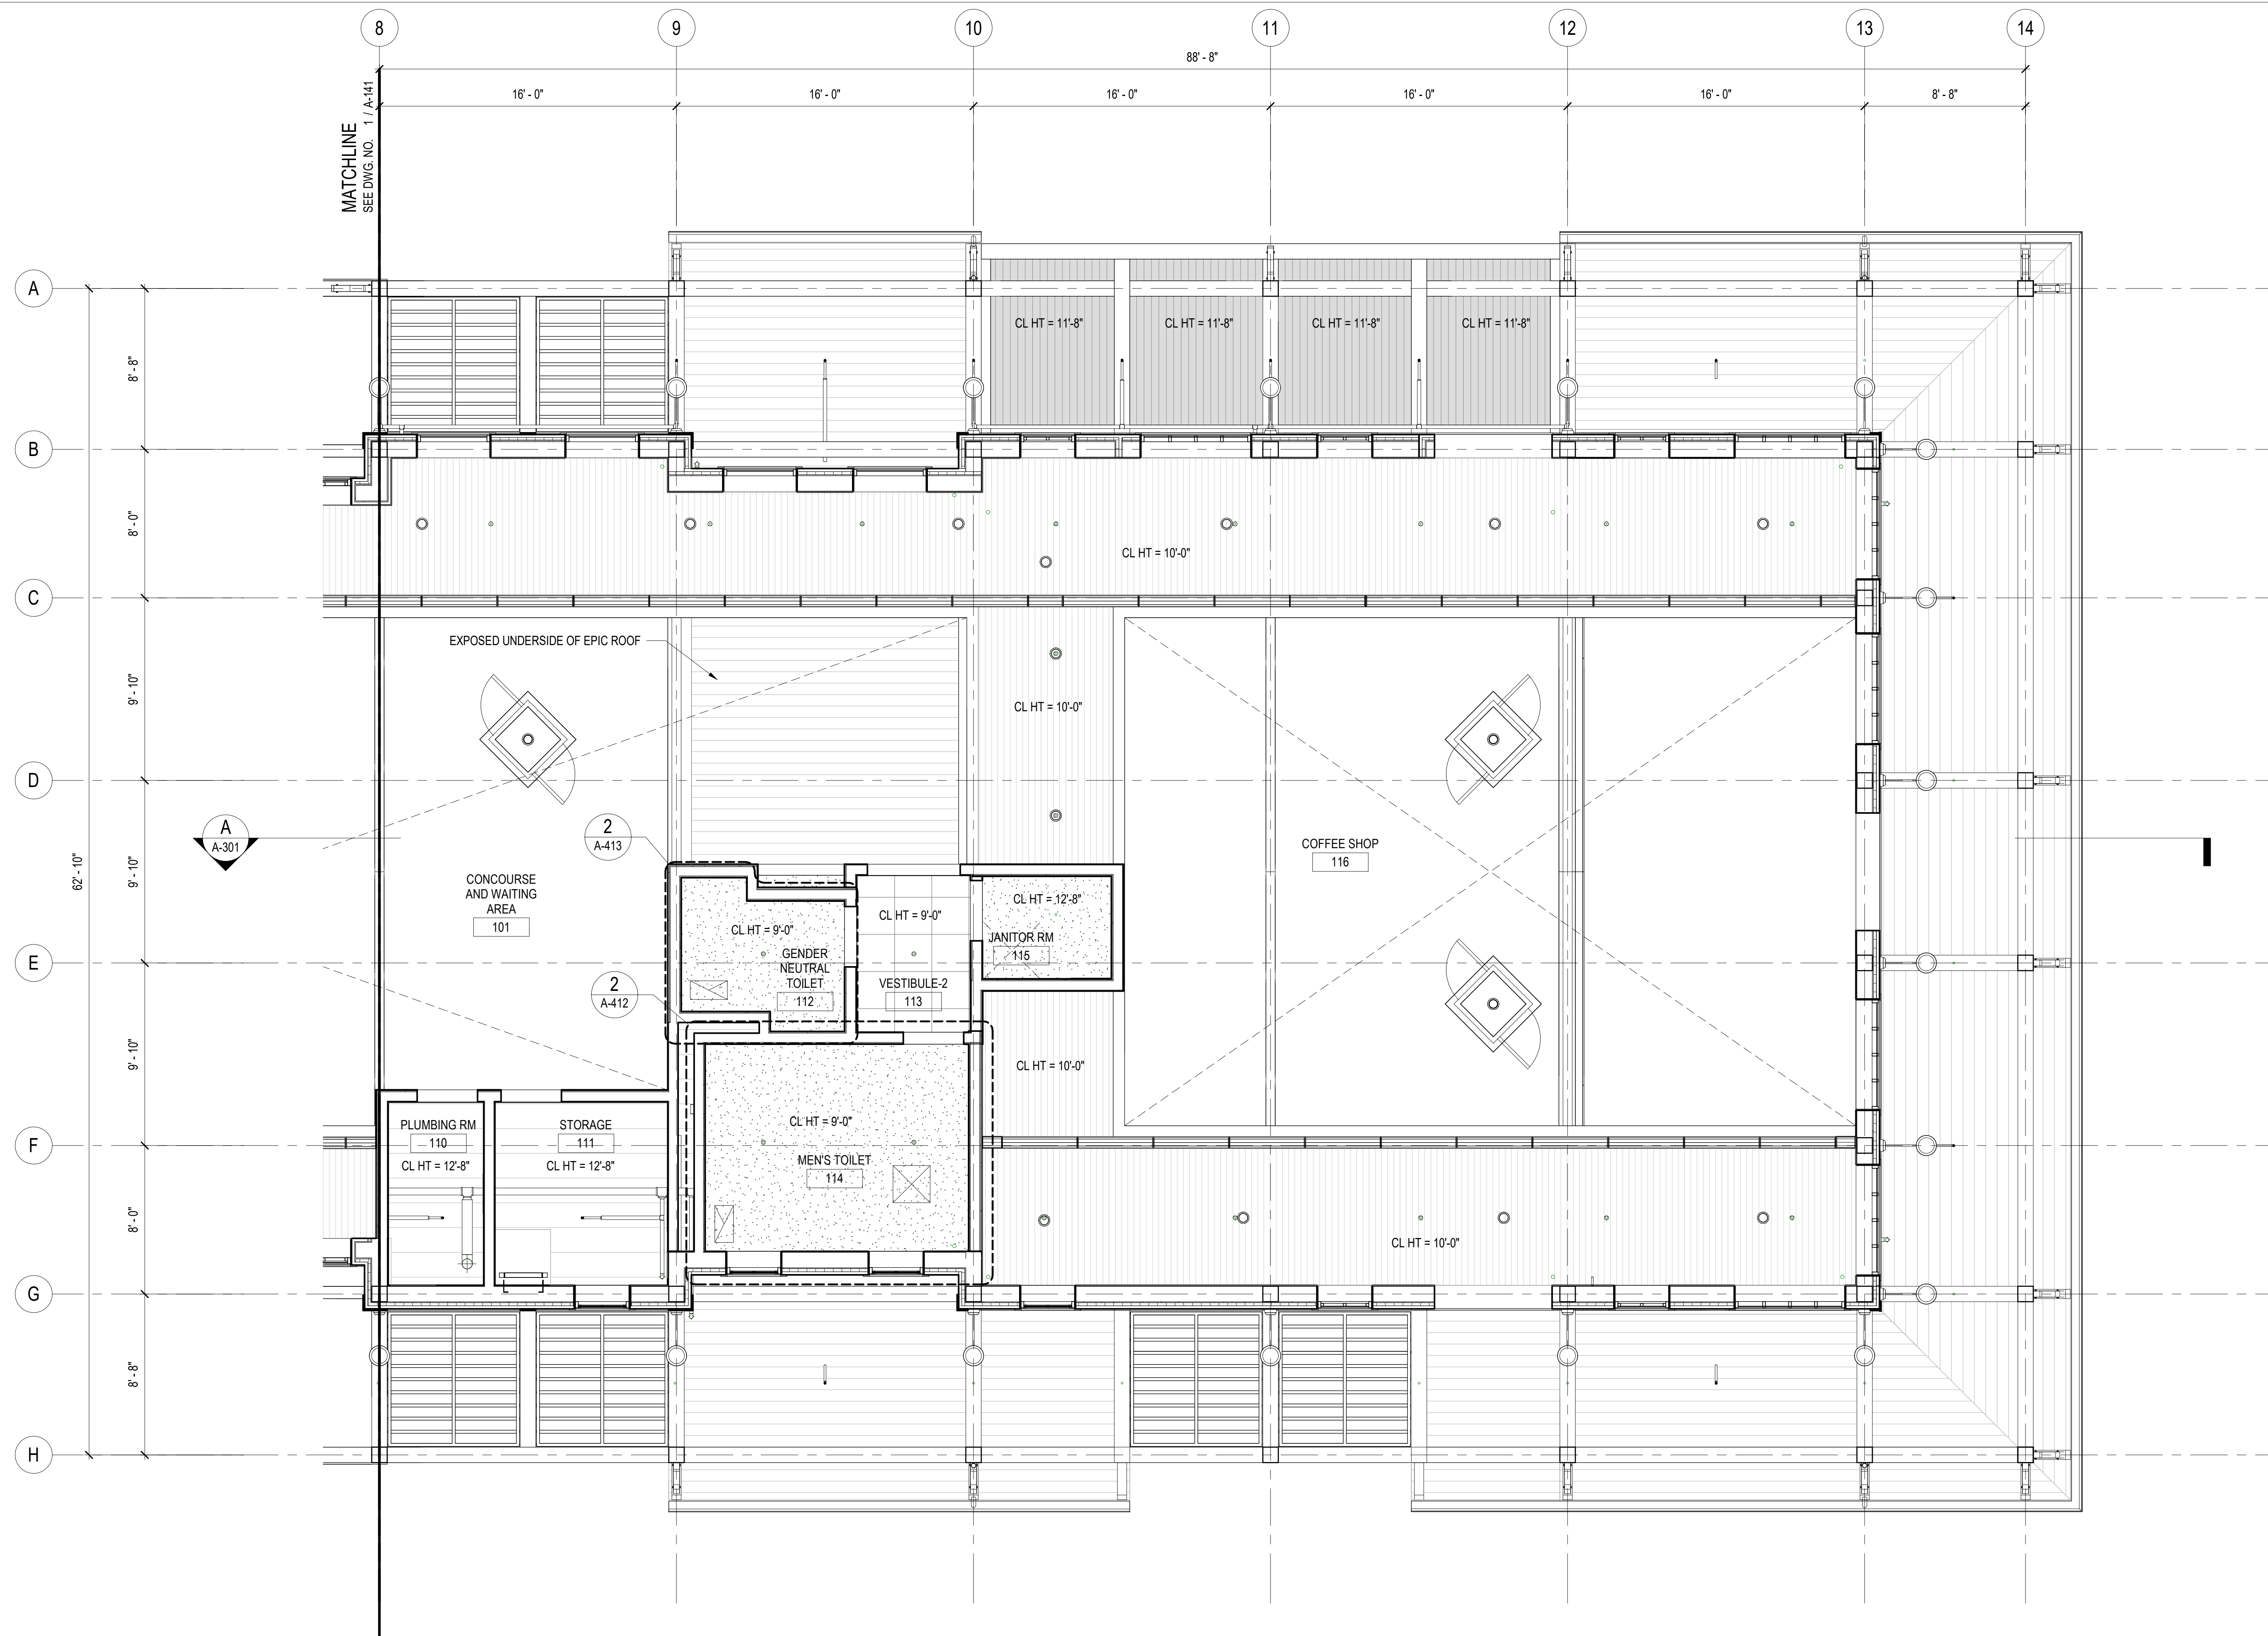 8
9
10
11
12
13
14
88' - 8"
16' - 0"
16' - 0"
16' - 0"
16' - 0"
16' - 0"
8' - 8"
MATCHLINE
SEE DWG. NO. 1 / A-141
A
B
C
D
E
F
G
H
8' - 8"
8' - 0"
9' - 10"
9' - 10"
9' - 10"
8' - 0"
8' - 8"
62' - 10"
CL HT = 11'-8"
CL HT = 11'-8"
CL HT = 11'-8"
CL HT = 11'-8"
CL HT = 10'-0"
EXPOSED UNDERSIDE OF EPIC ROOF
CL HT = 10'-0"
A
A-301
2
A-413
COFFEE SHOP
116
CONCOURSE
AND WAITING
AREA
101
CL HT = 9'-0"
GENDER
NEUTRAL
TOILET
112
CL HT = 9'-0"
VESTIBULE-2
113
CL HT = 12'-8"
JANITOR RM
115
2
A-412
CL HT = 10'-0"
PLUMBING RM
110
CL HT = 12'-8"
STORAGE
111
CL HT = 12'-8"
CL HT = 9'-0"
MEN'S TOILET
114
CL HT = 10'-0"